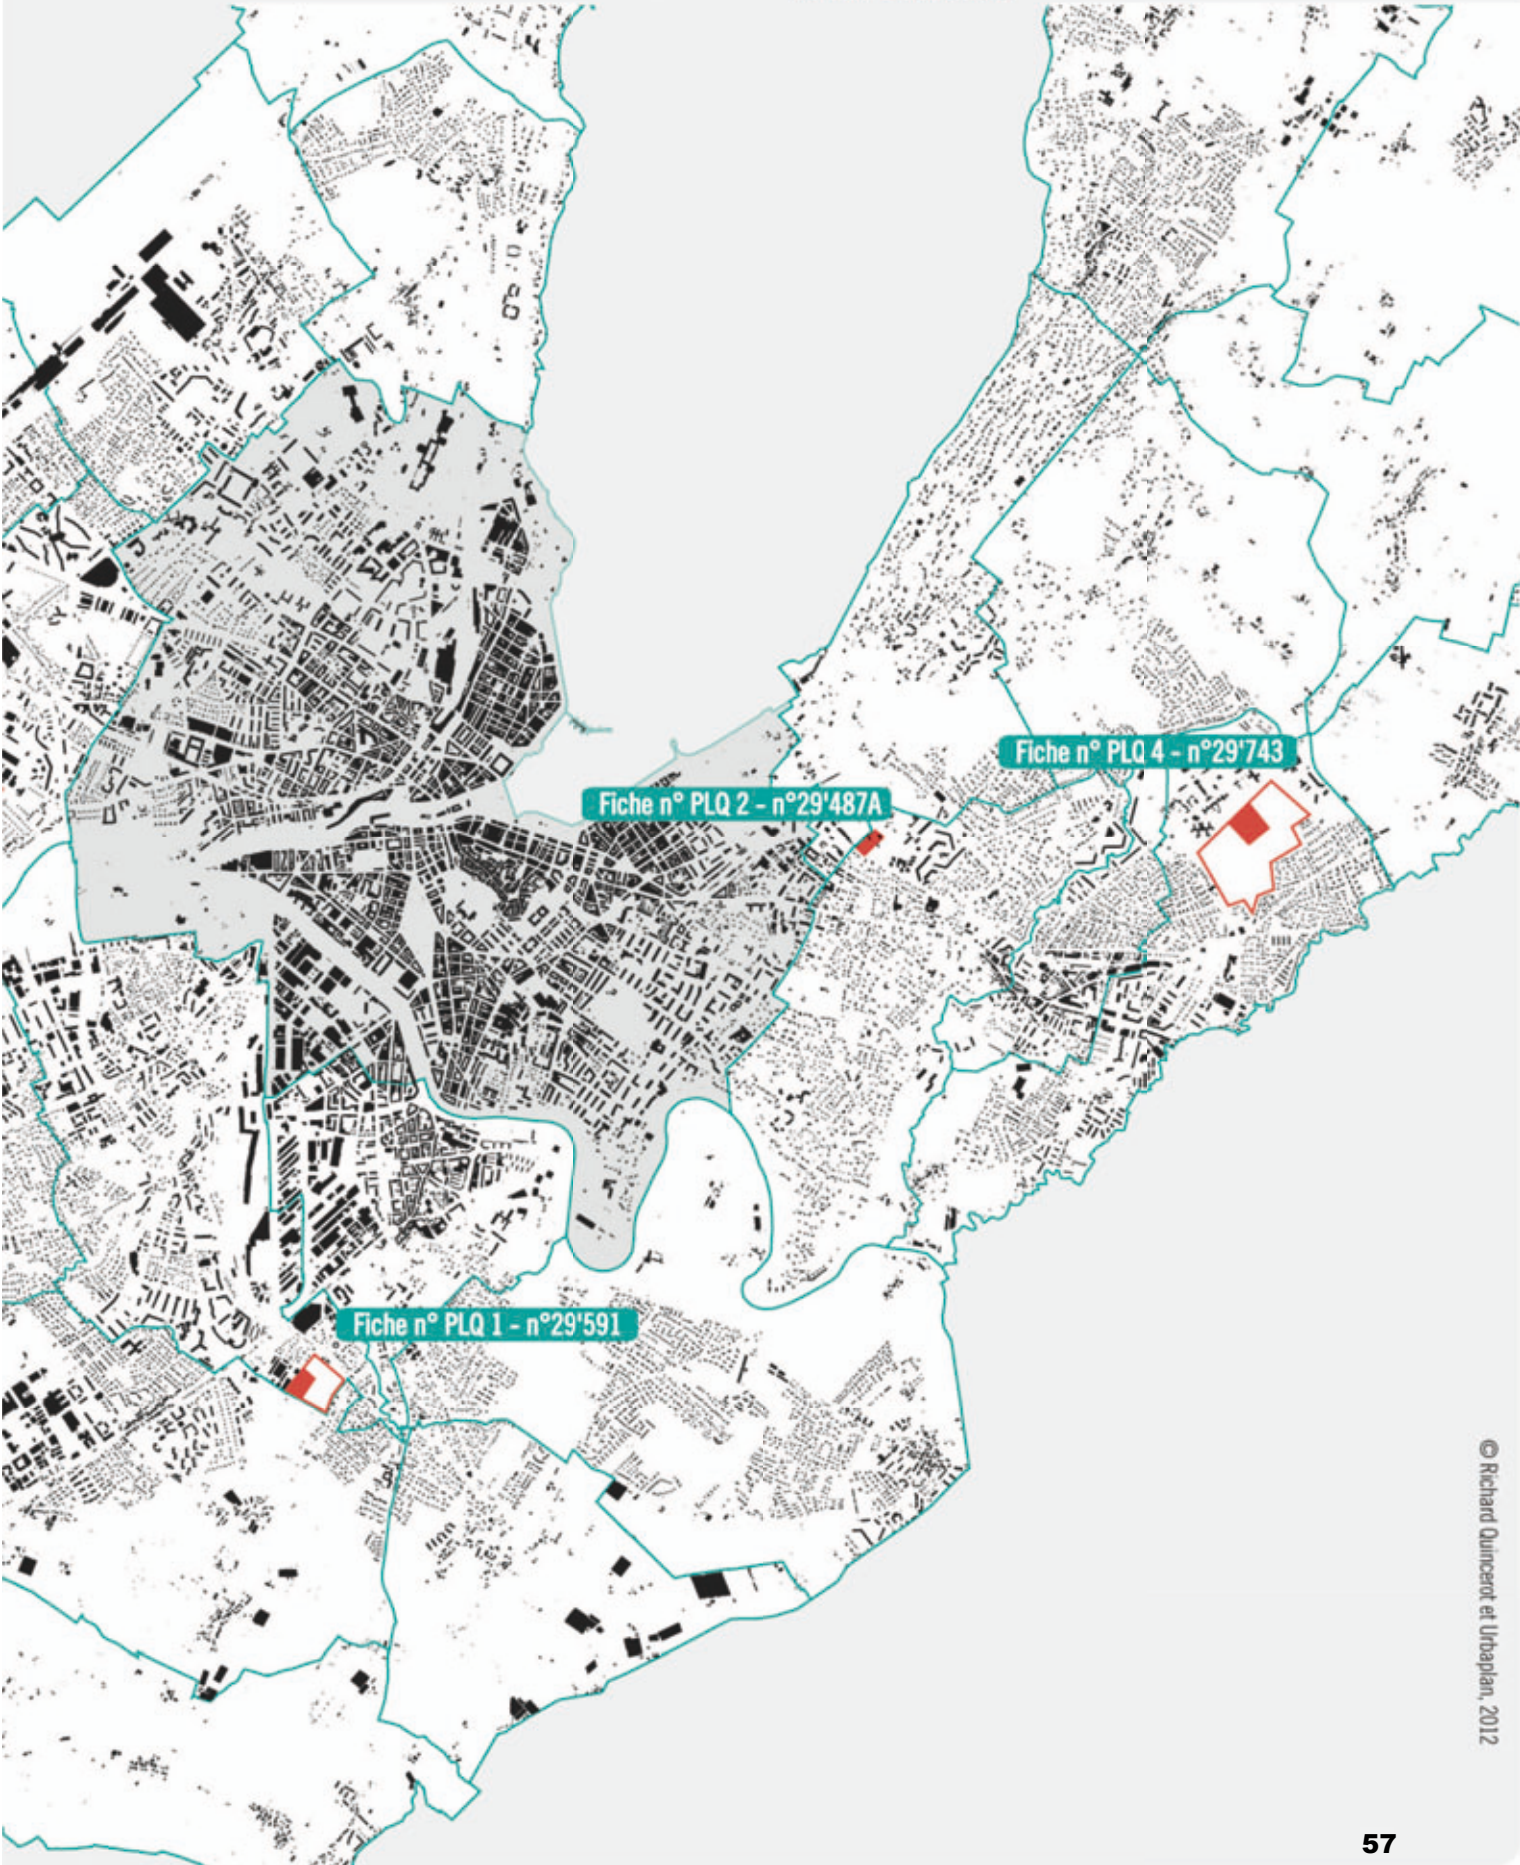 Fiche n° PLQ 4 - n°29'743
Fiche n° PLQ 2 - n°29'487A
Fiche n° PLQ 1 - n°29'591
© Richard Quincerot et Urbaplan, 2012
57